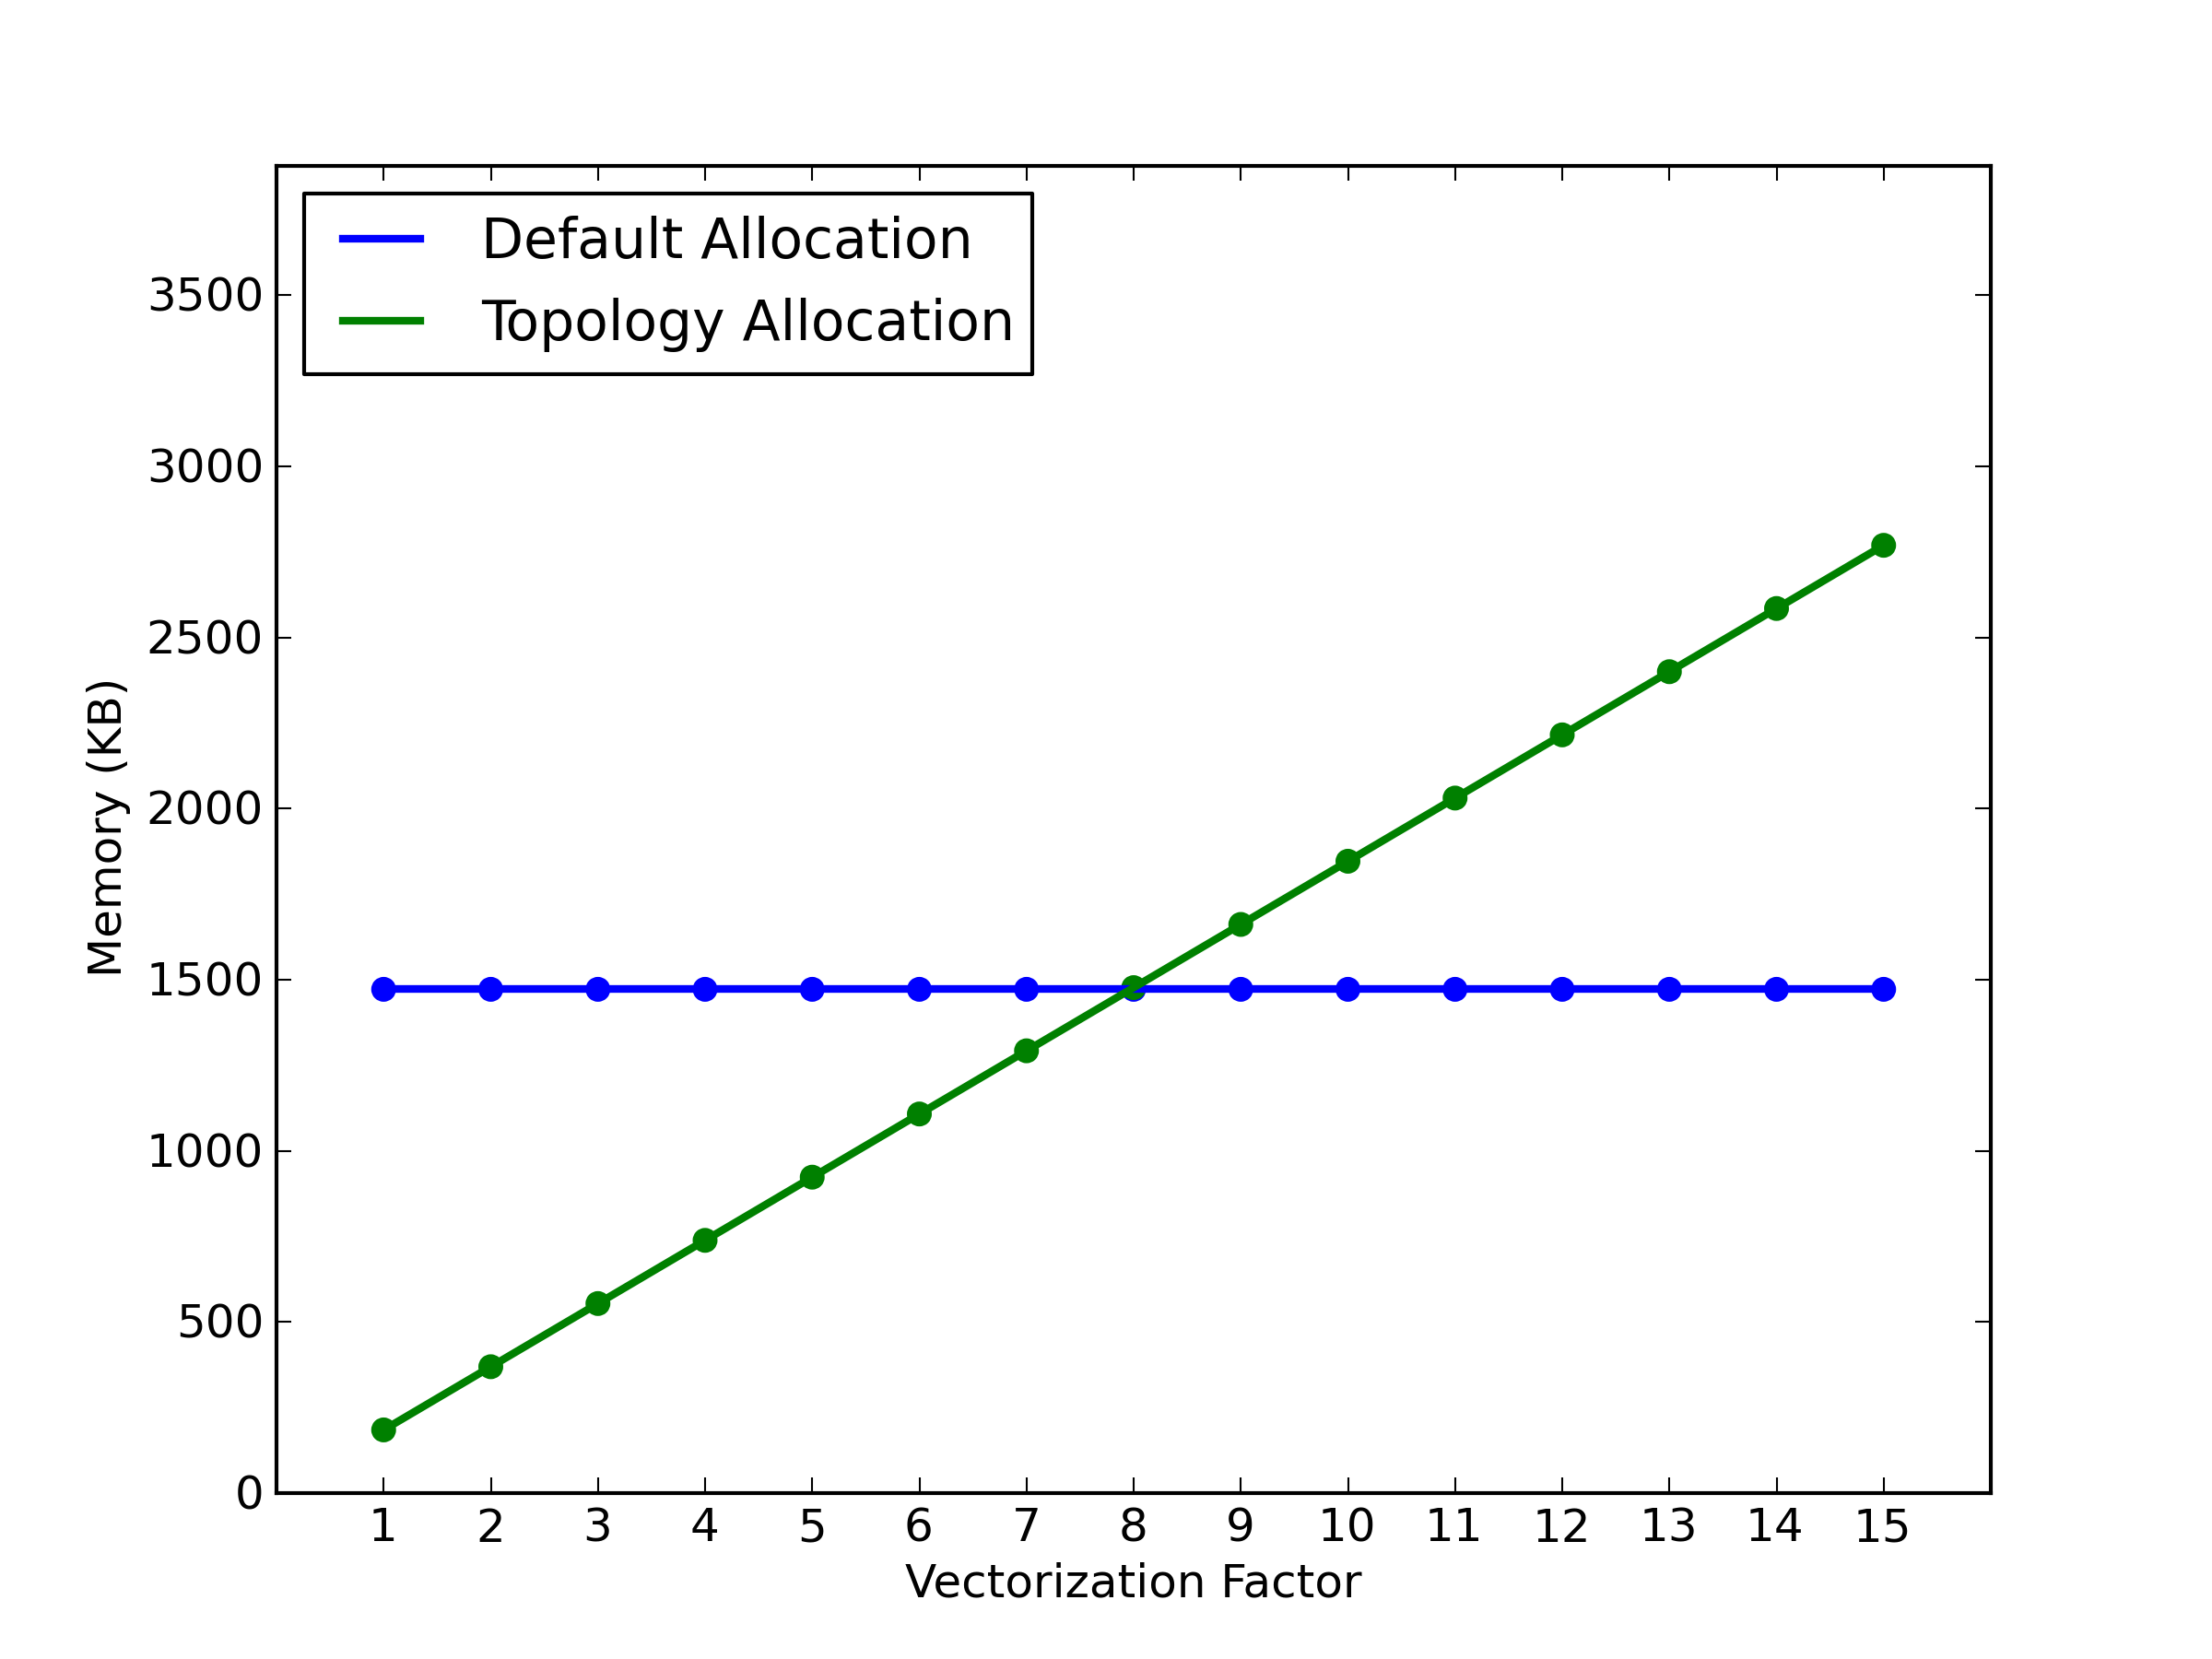 Default Allocation
Topology Allocation
3500
3000
2500
2000
1500
1000
500
0
Memory (KB)
1 2 3 4 5 6 7 8 9 10 11 12 13 14 15
Vectorization Factor